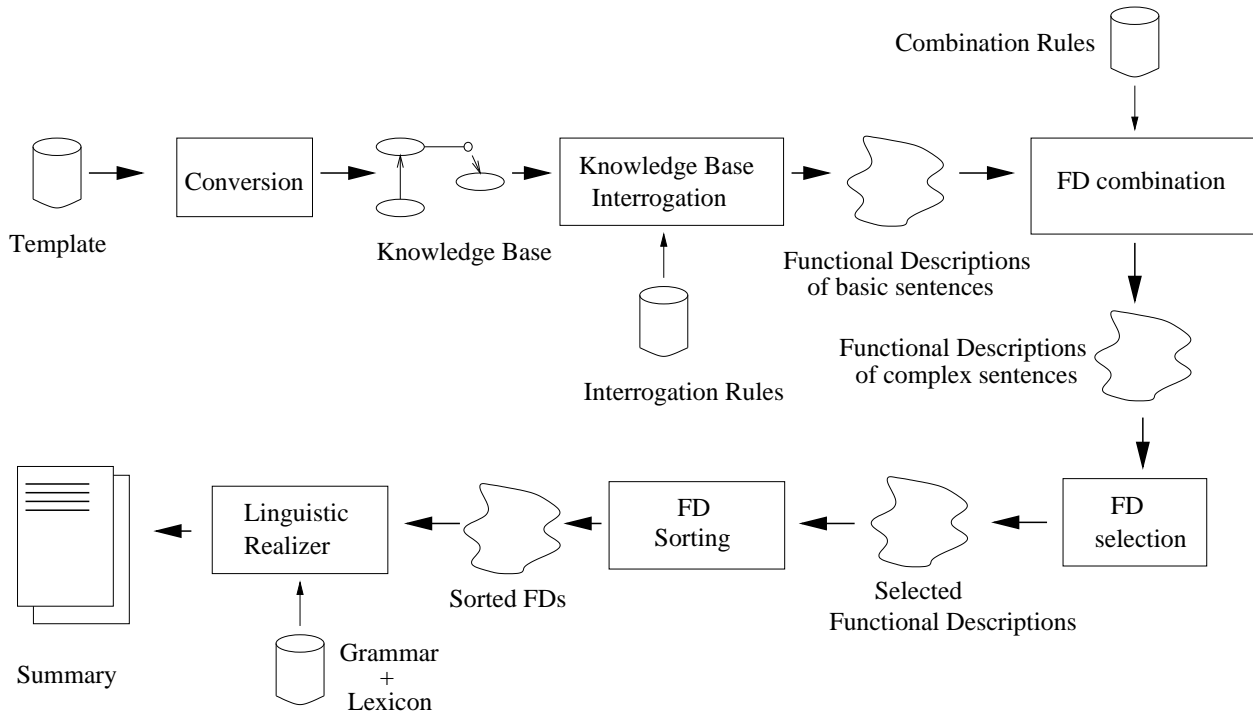 Combination Rules
Template
Conversion
Knowledge Base
Knowledge Base
Interrogation
Interrogation Rules
Functional Descriptions
of basic sentences
FD combination
Functional Descriptions
of complex sentences
FD
selection
Selected
Functional Descriptions
FD
Sorting
Sorted FDs
Linguistic
Realizer
Grammar
+
Lexicon
Summary